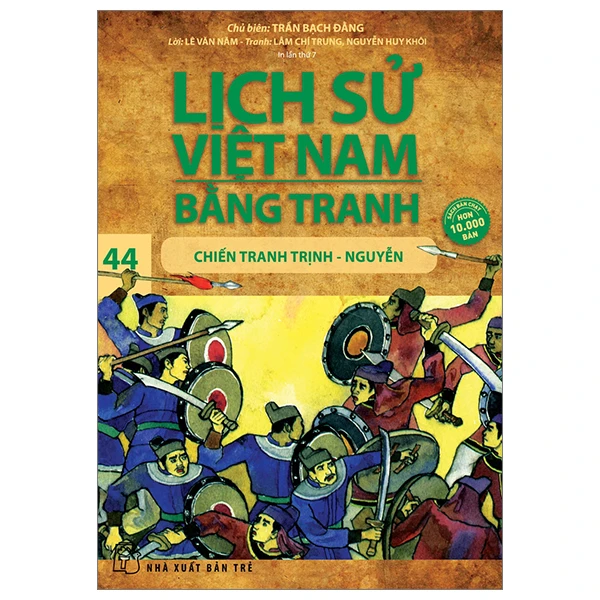 Chủ biên: TRẦN BẠCH ĐẰNG
Lời: LÊ VĂN NĂM - Tranh: LÂM CHÍ TRUNG, NGUYỄN HUY KHÔI
In lần thứ 7
LỊCH SỬ
VIỆT NAM
BẰNG TRANH
SÁCH BÁN CHẠY
HƠN
10.000
BẢN
44
CHIẾN TRANH TRỊNH - NGUYỄN
NHÀ XUẤT BẢN TRẺ